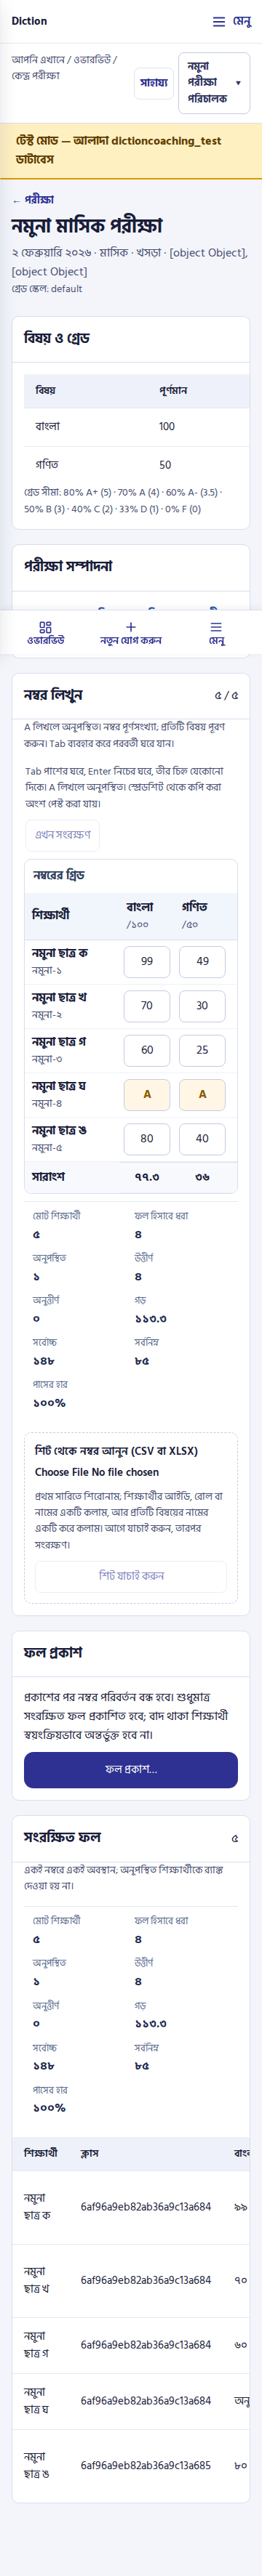 Diction
মেনু
আপনি এখানে / ওভারভিউ /
কেন্দ্র পরীক্ষা
সাহায্য
নমুনা
পরীক্ষা
পরিচালক
টেস্ট মোড — আলাদা dictioncoaching_test
ডাটাবেস
← পরীক্ষা
নমুনা মাসিক পরীক্ষা
২ ফেব্রুয়ারি ২০২৬ · মাসিক · খসড়া · [object Object],
[object Object]
গ্রেড স্কেল: default
বিষয় ও গ্রেড
বিষয় পূর্ণমান
বাংলা 100
গণিত 50
গ্রেড সীমা: 80% A+ (5) · 70% A (4) · 60% A- (3.5) ·
50% B (3) · 40% C (2) · 33% D (1) · 0% F (0)
পরীক্ষা সম্পাদনা
ওভারভিউ
নতুন যোগ করুন
মেনু
নম্বর লিখুন ৫ / ৫
A লিখলে অনুপস্থিত। নম্বর পূর্ণসংখ্যা; প্রতিটি বিষয় পূরণ
করুন। Tab ব্যবহার করে পরবর্তী ঘরে যান।
Tab পাশের ঘরে, Enter নিচের ঘরে, তীর চিহ্ন যেকোনো
দিকে। A লিখলে অনুপস্থিত। স্প্রেডশিট থেকে কপি করা
অংশ পেস্ট করা যায়।
এখন সংরক্ষণ
নম্বরের গ্রিড
শিক্ষার্থী বাংলা /১০০ গণিত /৫০
নমুনা ছাত্র ক 99 49
নমুনা-১
নমুনা ছাত্র খ 70 30
নমুনা-২
নমুনা ছাত্র গ 60 25
নমুনা-৩
নমুনা ছাত্র ঘ A A
নমুনা-৪
নমুনা ছাত্র ঙ 80 40
নমুনা-৫
সারাংশ ৭৭.৩ ৩৬
মোট শিক্ষার্থী ফল হিসাবে ধরা
৫ ৪
অনুপস্থিত উত্তীর্ণ
১ ৪
অনুত্তীর্ণ গড়
০ ১১৩.৩
সর্বোচ্চ সর্বনিম্ন
১৪৮ ৮৫
পাসের হার
১০০%
শিট থেকে নম্বর আনুন (CSV বা XLSX)
Choose File No file chosen
প্রথম সারিতে শিরোনাম; শিক্ষার্থীর আইডি, রোল বা
নামের একটি কলাম, আর প্রতিটি বিষয়ের নামের
একটি করে কলাম। আগে যাচাই করুন, তারপর
সংরক্ষণ।
শিট যাচাই করুন
ফল প্রকাশ
প্রকাশের পর নম্বর পরিবর্তন বন্ধ হবে। শুধুমাত্র
সংরক্ষিত ফল প্রকাশিত হবে; বাদ থাকা শিক্ষার্থী
স্বয়ংক্রিয়ভাবে অন্তর্ভুক্ত হবে না।
ফল প্রকাশ…
সংরক্ষিত ফল ৫
একই নম্বরে একই অবস্থান; অনুপস্থিত শিক্ষার্থীকে র‍্যাঙ্ক
দেওয়া হয় না।
মোট শিক্ষার্থী ফল হিসাবে ধরা
৫ ৪
অনুপস্থিত উত্তীর্ণ
১ ৪
অনুত্তীর্ণ গড়
০ ১১৩.৩
সর্বোচ্চ সর্বনিম্ন
১৪৮ ৮৫
পাসের হার
১০০%
শিক্ষার্থী ক্লাস
নমুনা
ছাত্র ক 6af96a9eb82ab36a9c13a684 ৯৯
নমুনা
ছাত্র খ 6af96a9eb82ab36a9c13a684 ৭০
নমুনা
ছাত্র গ 6af96a9eb82ab36a9c13a684 ৬০
নমুনা
ছাত্র ঘ 6af96a9eb82ab36a9c13a684
নমুনা
ছাত্র ঙ 6af96a9eb82ab36a9c13a685 ৮০